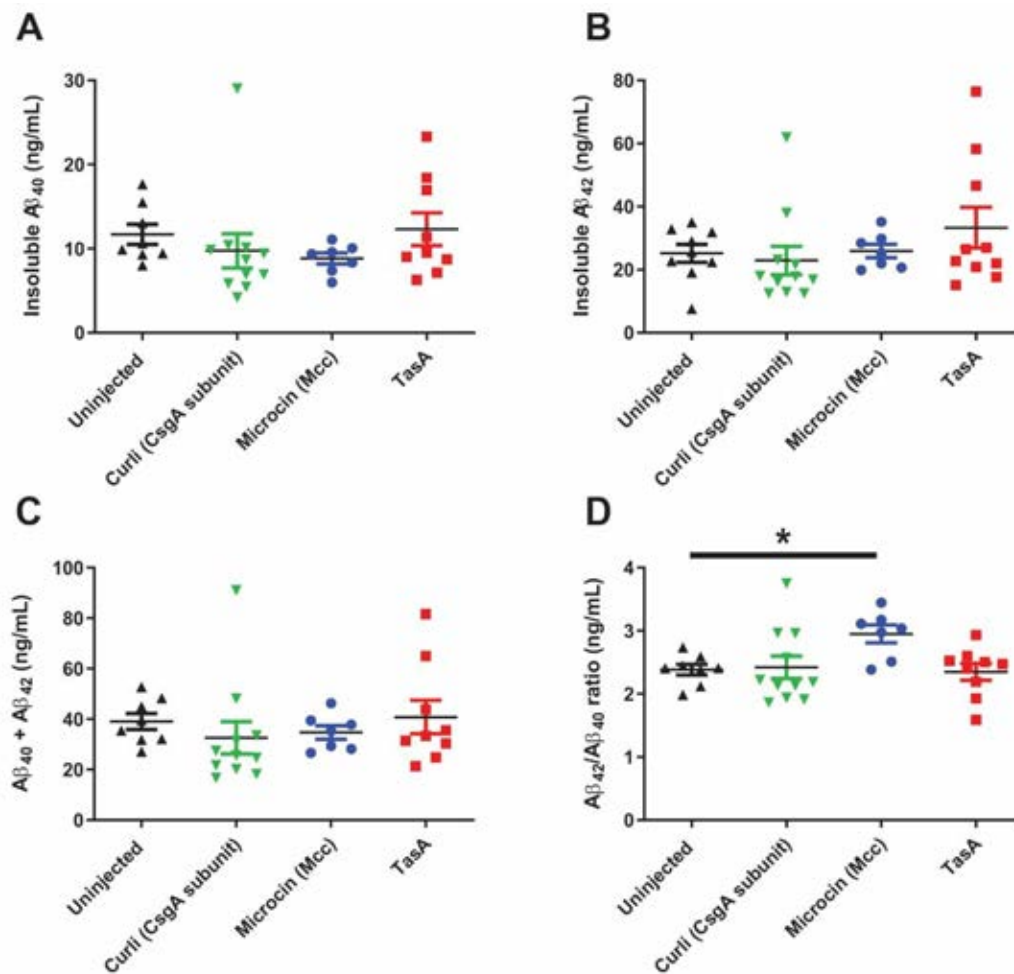 A
Insoluble Aβ40 (ng/mL)
30
20
10
0
Uninjected
Curli (CsgA subunit)
Microcin (Mcc)
TasA
B
Insoluble Aβ42 (ng/mL)
80
60
40
20
0
Uninjected
Curli (CsgA subunit)
Microcin (Mcc)
TasA
C
Aβ40 + Aβ42 (ng/mL)
100
80
60
40
20
0
Uninjected
Curli (CsgA subunit)
Microcin (Mcc)
TasA
D
*
Aβ42/Aβ40 ratio (ng/mL)
4
3
2
1
0
Uninjected
Curli (CsgA subunit)
Microcin (Mcc)
TasA